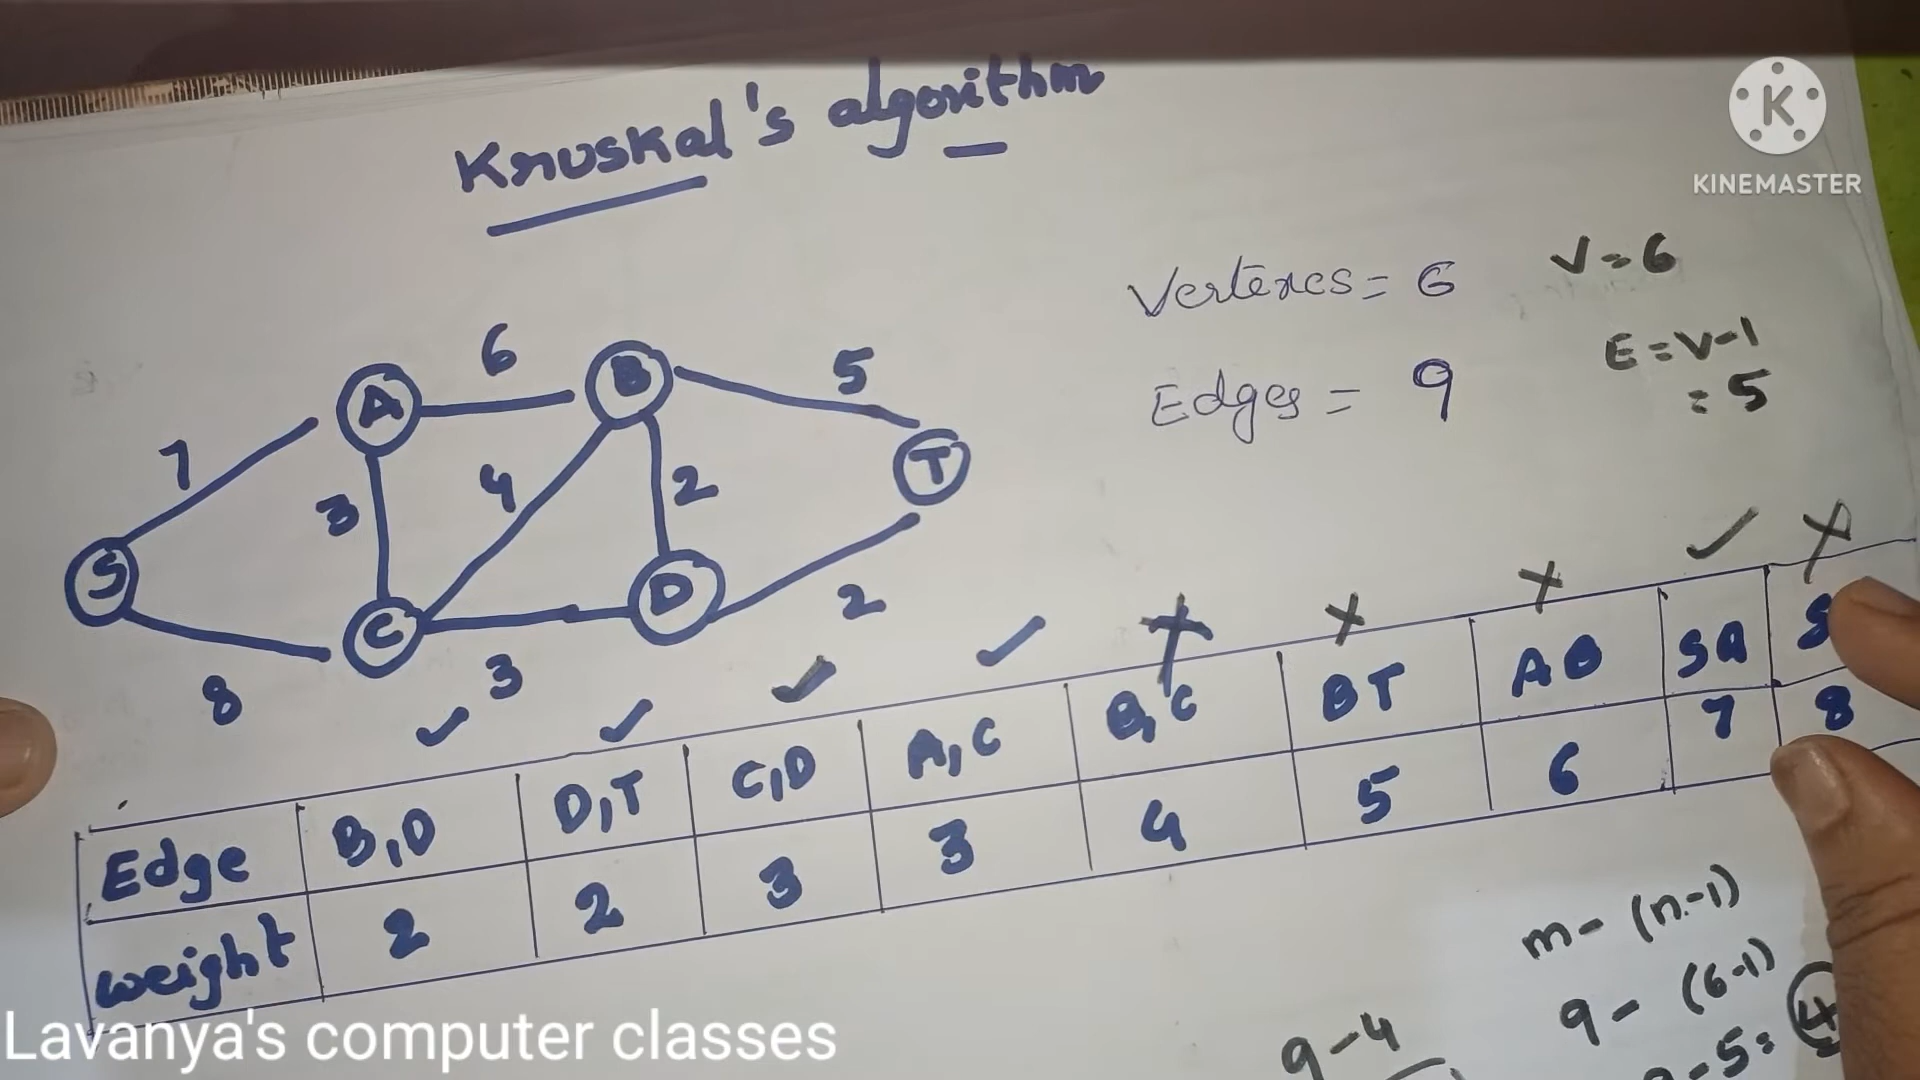 Kruskal's algorithm
K
KINEMASTER
Vertexes = 6
V=6
Edges = 9
E=V-1
= 5
6
5
7
A
B
T
3
4
2
S
C
D
8
3
2
Edge B,D D,T C,D A,C B,C BT AB SA S
weight 2 2 3 3 4 5 6 7 8
m-(n-1)
9-(6-1)
9-4
-5=4
Lavanya's computer classes